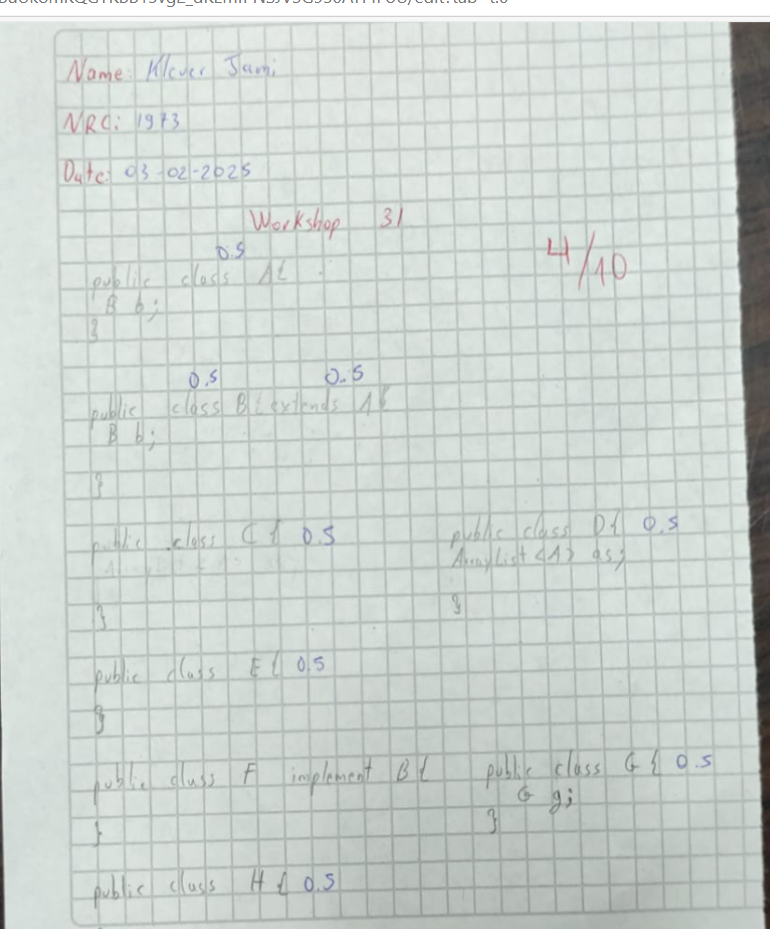 Name: Klever Jami
NRC: 1973
Date: 03-02-2025
Workshop 31
4/10
0.5
public class A{
B b;
}
0.5 0.5
public class B{ extends A{
B b;
}
public class C{ 0.5
}
public class D{ 0.5
ArrayList <A> as;
}
public class E{ 0.5
}
public class F implement B{
}
public class G{ 0.5
G g;
}
public class H{ 0.5